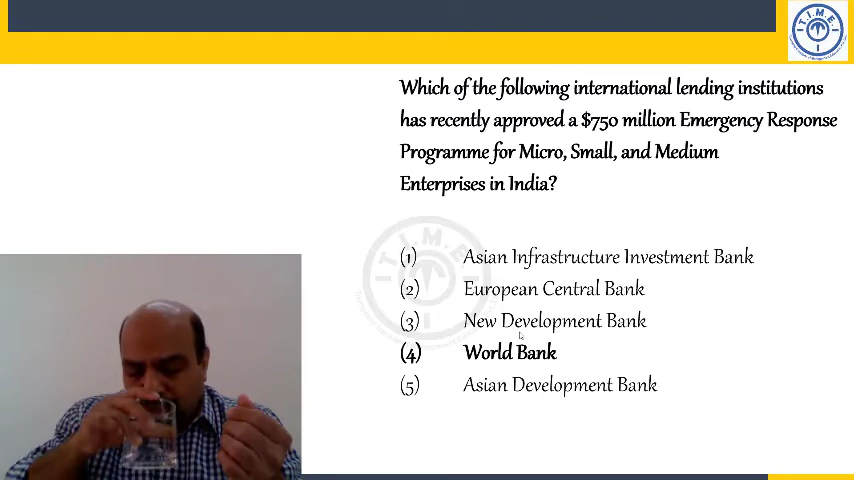 T.I.M.E.
Which of the following international lending institutions
has recently approved a $750 million Emergency Response
Programme for Micro, Small, and Medium
Enterprises in India?
T.I.M.E.
(1) Asian Infrastructure Investment Bank
(2) European Central Bank
(3) New Development Bank
(4) World Bank
(5) Asian Development Bank